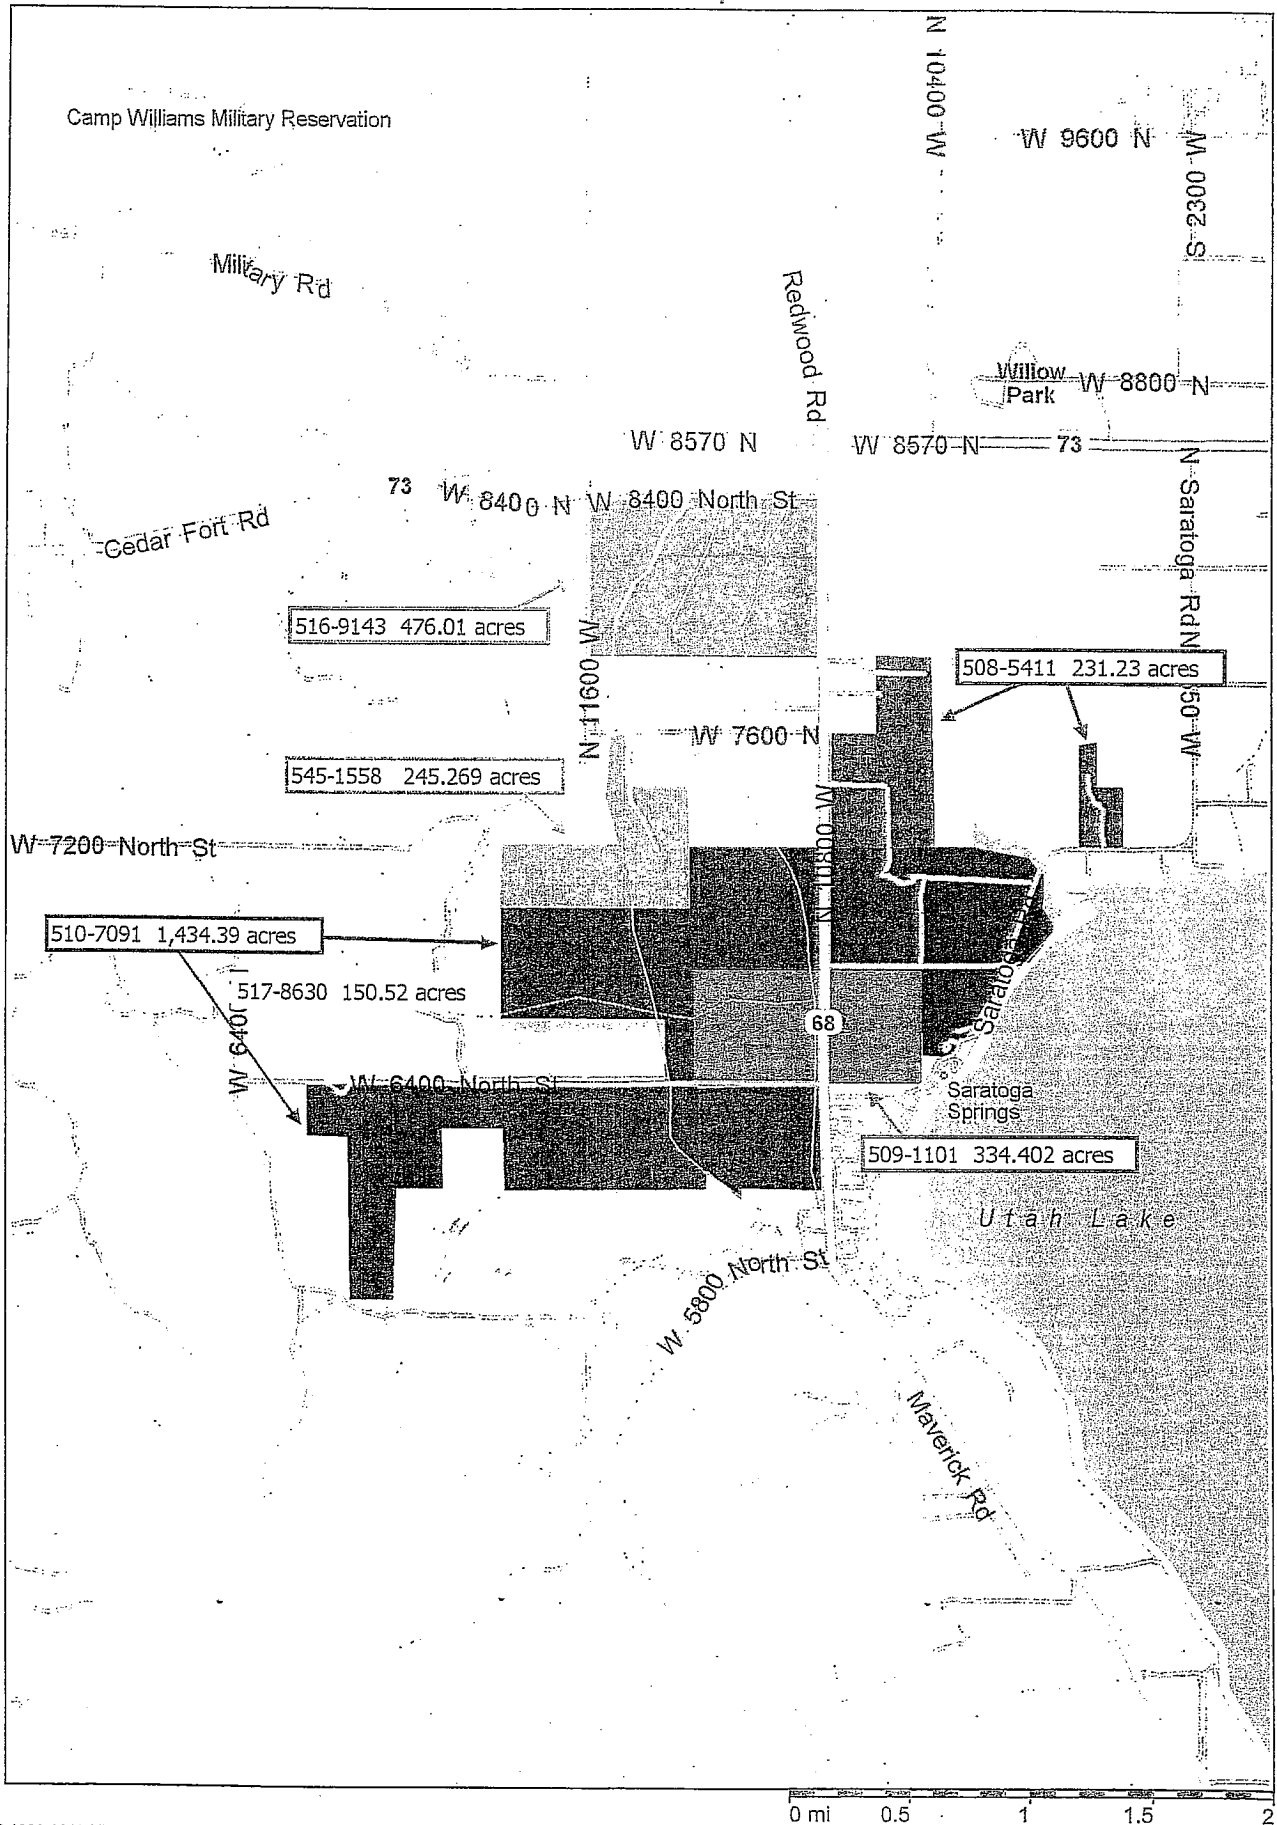 Camp Williams Military Reservation
N 10400 W
W 9600 N
S 2300 W
Military Rd
Redwood Rd
Willow
Park
W 8800 N
W 8570 N
W 8570 N
73
73
W 8400 N
W 8400 North St
Cedar Fort Rd
N Saratoga Rd
516-9143 476.01 acres
N 11600 W
508-5411 231.23 acres
W 7600 N
545-1558 245.269 acres
W 7200 North St
N 10800 W
510-7091 1,434.39 acres
517-8630 150.52 acres
Saratoga
68
W 6400 North St
Saratoga
Springs
509-1101 334.402 acres
Utah Lake
W 5800 North St
Maverick Rd
0 mi 0.5 1 1.5 2